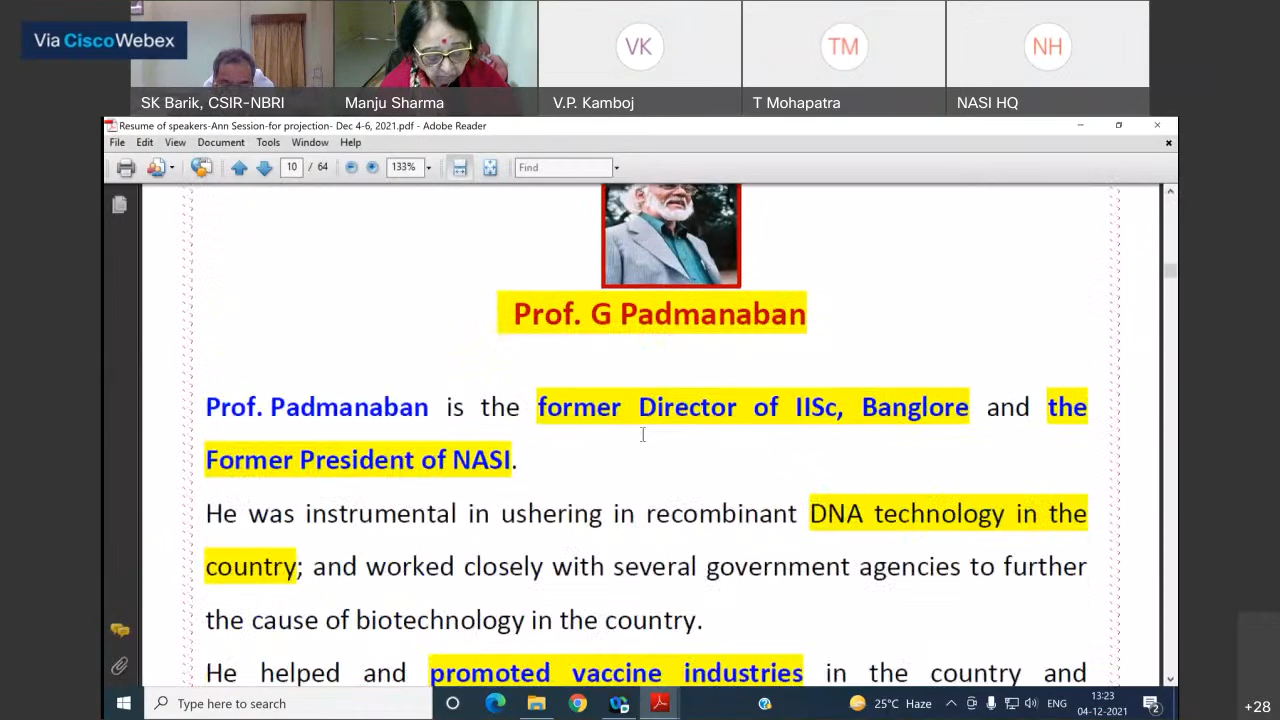 Via Cisco Webex
VK
TM
NH
SK Barik, CSIR-NBRI
Manju Sharma
V.P. Kamboj
T Mohapatra
NASI HQ
Resume of speakers-Ann Session-for projection- Dec 4-6, 2021.pdf - Adobe Reader
File Edit View Document Tools Window Help
10 / 64 133% Find
Prof. G Padmanaban
Prof. Padmanaban is the former Director of IISc, Banglore and the
Former President of NASI.
He was instrumental in ushering in recombinant DNA technology in the
country; and worked closely with several government agencies to further
the cause of biotechnology in the country.
He helped and promoted vaccine industries in the country and
Type here to search
25°C Haze
ENG
13:23
04-12-2021
2
+28